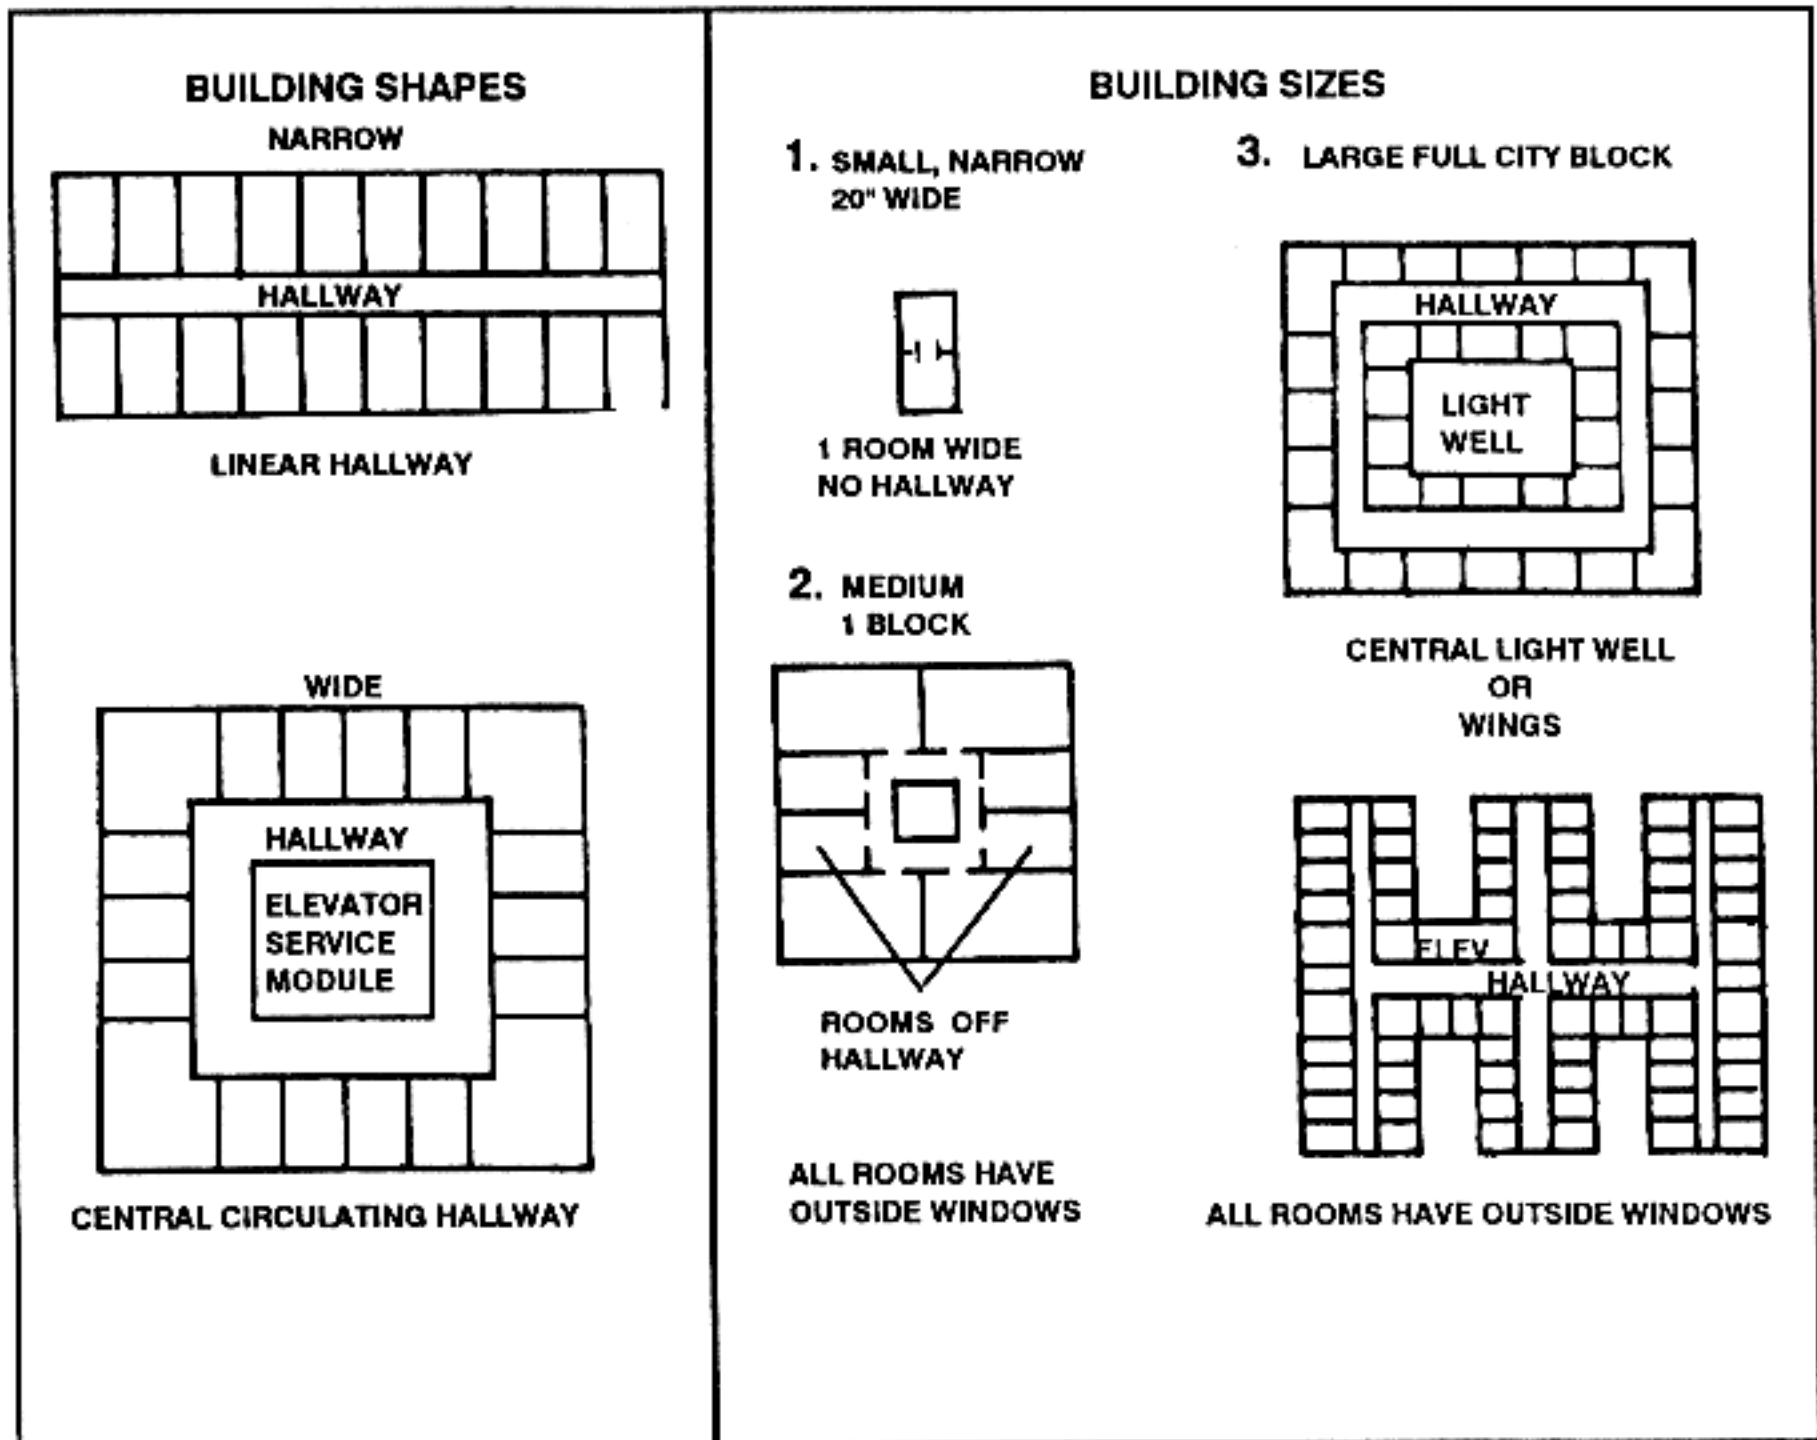 BUILDING SHAPES
NARROW
HALLWAY
LINEAR HALLWAY
WIDE
HALLWAY
ELEVATOR
SERVICE
MODULE
CENTRAL CIRCULATING HALLWAY
BUILDING SIZES
1. SMALL, NARROW
20" WIDE
1 ROOM WIDE
NO HALLWAY
2. MEDIUM
1 BLOCK
ROOMS OFF
HALLWAY
ALL ROOMS HAVE
OUTSIDE WINDOWS
3. LARGE FULL CITY BLOCK
HALLWAY
LIGHT
WELL
CENTRAL LIGHT WELL
OR
WINGS
ELEV
HALLWAY
ALL ROOMS HAVE OUTSIDE WINDOWS